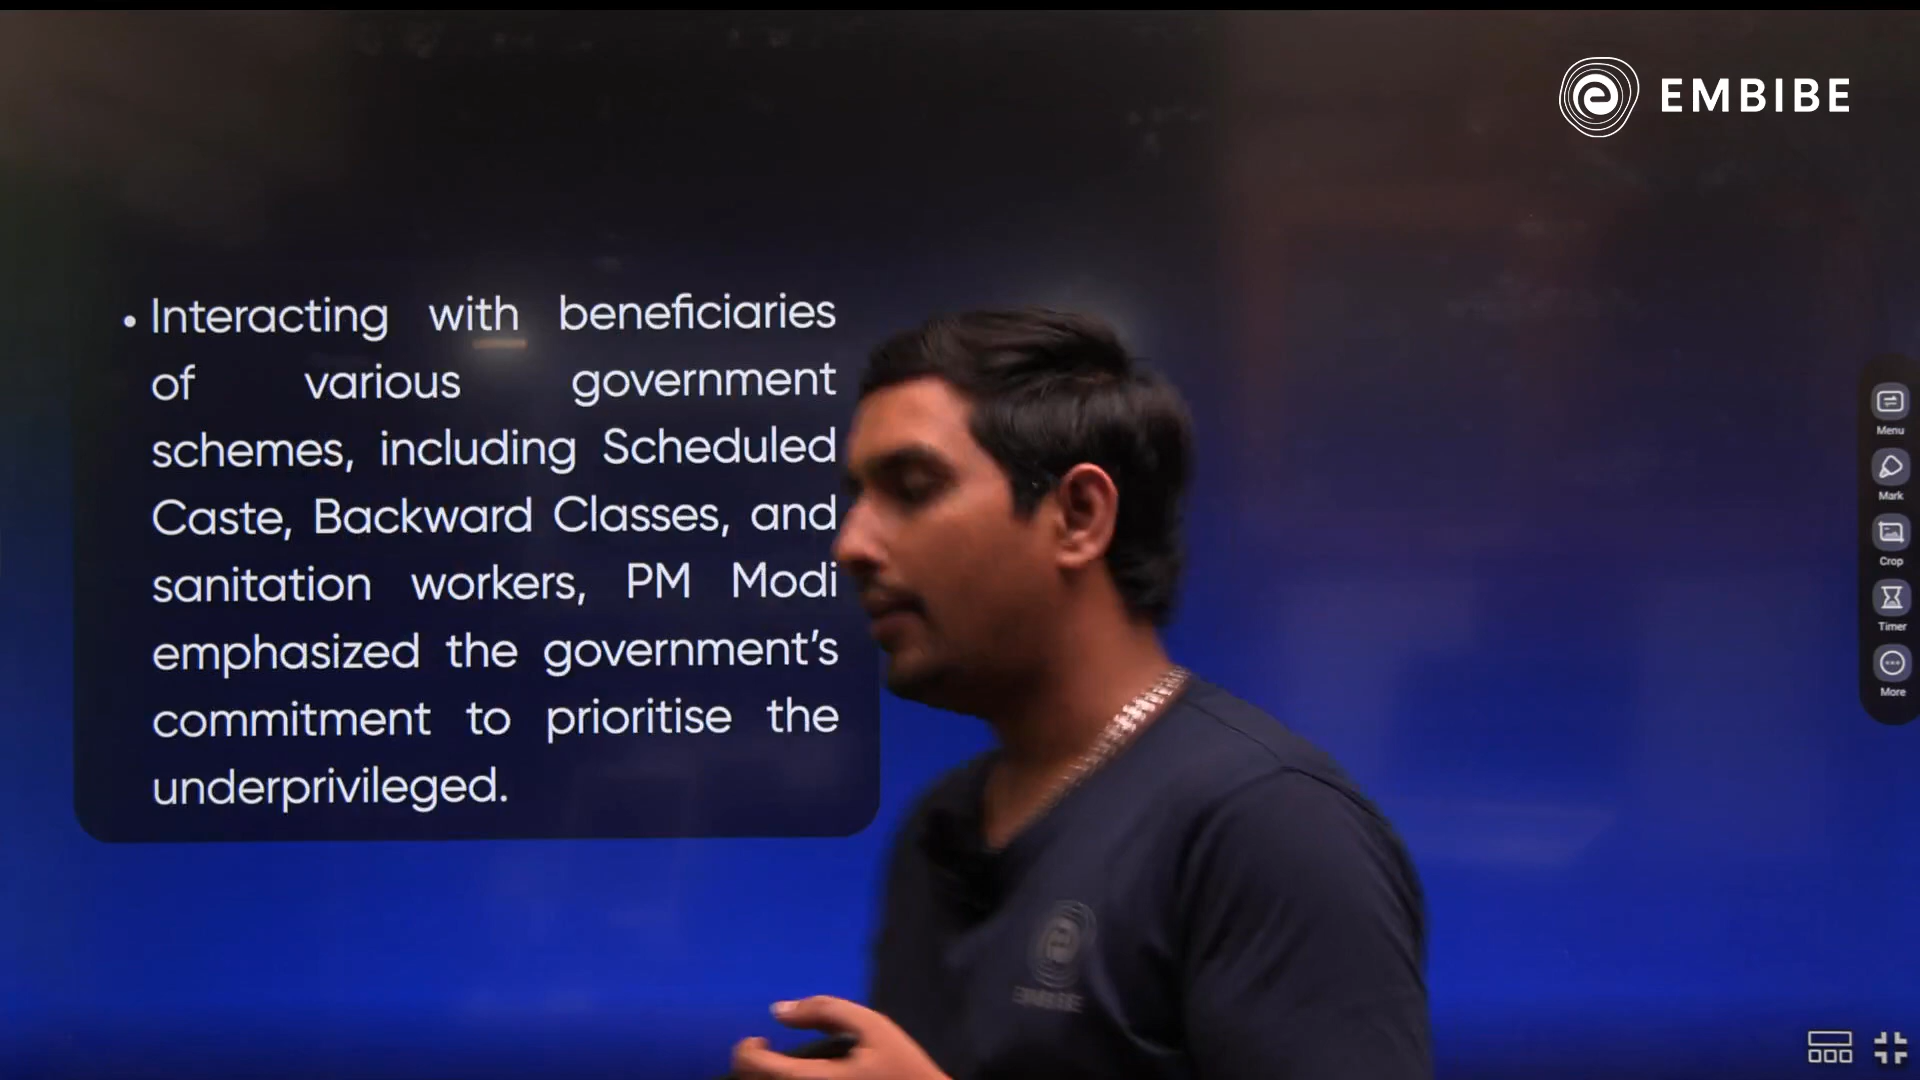 EMBIBE
• Interacting with beneficiaries
of various government
schemes, including Scheduled
Caste, Backward Classes, and
sanitation workers, PM Modi
emphasized the government's
commitment to prioritise the
underprivileged.
Menu
Mark
Crop
Timer
More
EMBIBE